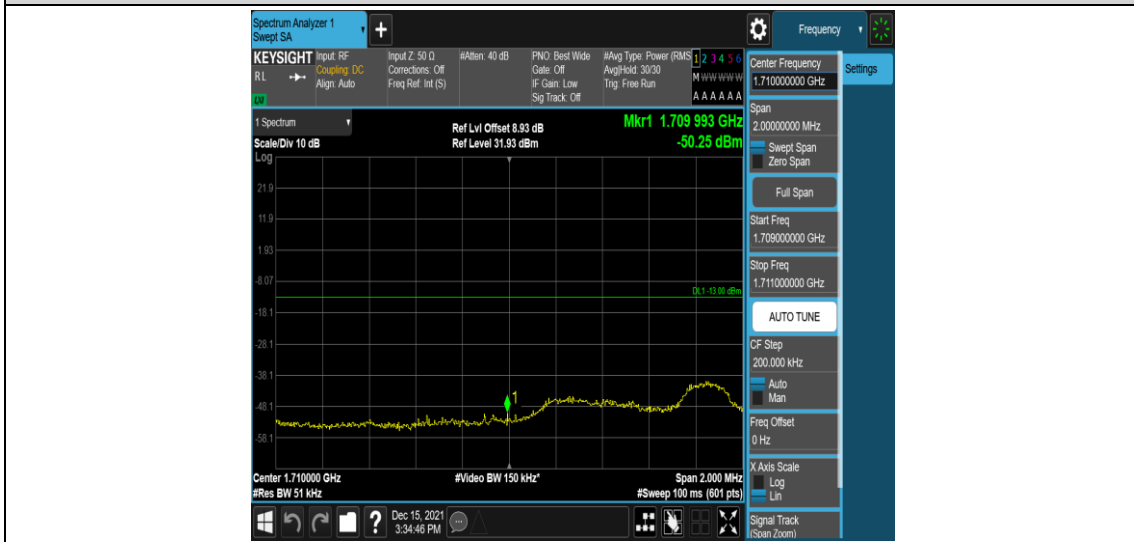 Spectrum Analyzer 1
Swept SA
+
Frequency
KEYSIGHT
RL
LXI
Input: RF
Coupling: DC
Align: Auto
Input Z: 50 Ω
Corrections: Off
Freq Ref: Int (S)
#Atten: 40 dB
PNO: Best Wide
Gate: Off
IF Gain: Low
Sig Track: Off
#Avg Type: Power (RMS
Avg|Hold: 30/30
Trig: Free Run
1 2 3 4 5 6
M W W W W W
A A A A A A
1 Spectrum
Scale/Div 10 dB
Log
Ref Lvl Offset 8.93 dB
Ref Level 31.93 dBm
Mkr1 1.709 993 GHz
-50.25 dBm
21.9
11.9
1.93
-8.07
DL1 -13.00 dBm
-18.1
-28.1
-38.1
-48.1
1
-58.1
Center 1.710000 GHz
#Video BW 150 kHz*
Span 2.000 MHz
#Res BW 51 kHz
#Sweep 100 ms (601 pts)
?
Dec 15, 2021
3:34:46 PM
Center Frequency
1.710000000 GHz
Settings
Span
2.00000000 MHz
Swept Span
Zero Span
Full Span
Start Freq
1.709000000 GHz
Stop Freq
1.711000000 GHz
AUTO TUNE
CF Step
200.000 kHz
Auto
Man
Freq Offset
0 Hz
X Axis Scale
Log
Lin
Signal Track
(Span Zoom)